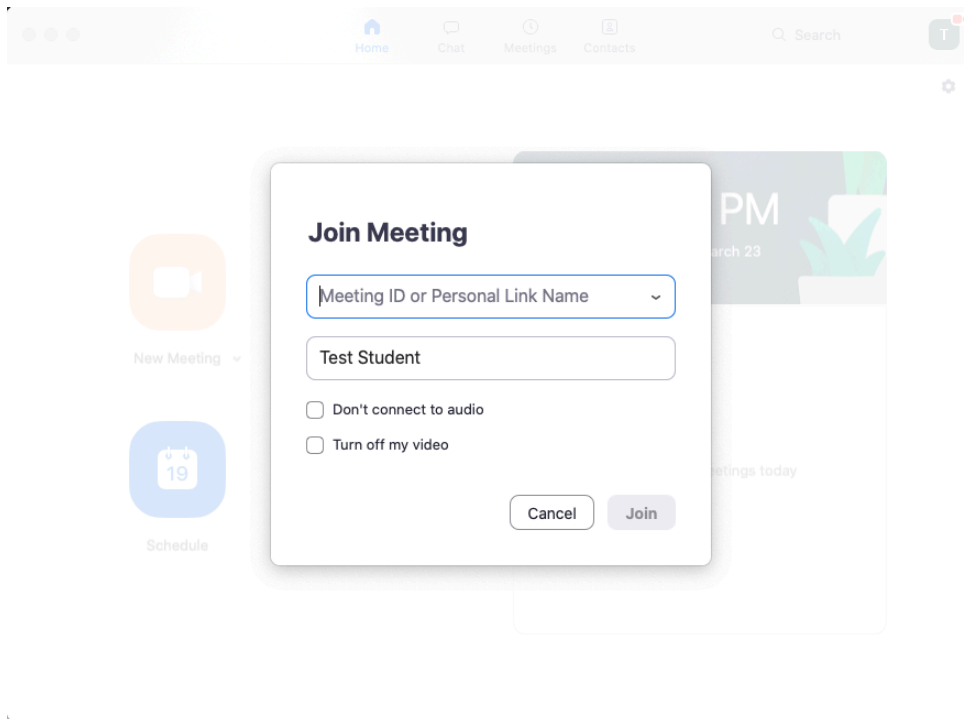 Home
Chat
Meetings
Contacts
Search
T
PM
arch 23
Join Meeting
Meeting ID or Personal Link Name
Test Student
Don't connect to audio
Turn off my video
Cancel
Join
New Meeting
19
Schedule
etings today